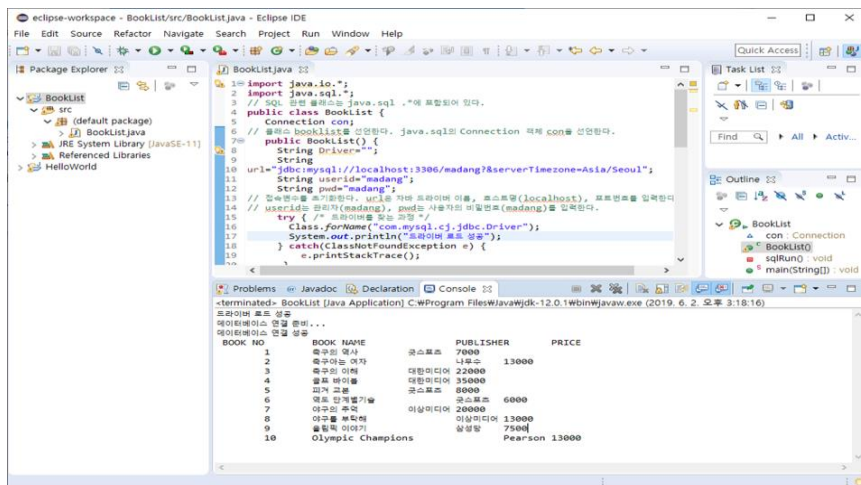 eclipse-workspace - BookList/src/BookList.java - Eclipse IDE
File Edit Source Refactor Navigate Search Project Run Window Help
Quick Access
Package Explorer
BookList
src
(default package)
BookList.java
JRE System Library [JavaSE-11]
Referenced Libraries
HelloWorld
BookList.java
1 import java.io.*;
2 import java.sql.*;
3 // SQL 관련 클래스는 java.sql .*에 포함되어 있다.
4 public class BookList {
5 Connection con;
6 // 클래스 booklist를 선언한다. java.sql의 Connection 객체 con을 선언한다.
7 public BookList() {
8 String Driver="";
9 String
10 url="jdbc:mysql://localhost:3306/madang?&serverTimezone=Asia/Seoul";
11 String userid="madang";
12 String pwd="madang";
13 // 접속변수를 초기화한다. url은 자바 드라이버 이름, 호스트명(localhost), 포트번호를 입력한다
14 // userid는 관리자(madang), pwd는 사용자의 비밀번호(madang)를 입력한다.
15 try { /* 드라이버를 찾는 과정 */
16 Class.forName("com.mysql.cj.jdbc.Driver");
17 System.out.println("드라이버 로드 성공");
18 } catch(ClassNotFoundException e) {
19 e.printStackTrace();
Task List
Find All Activ...
Outline
BookList
con : Connection
BookList()
sqlRun() : void
main(String[]) : void
Problems Javadoc Declaration Console
<terminated> BookList [Java Application] C:₩Program Files₩Java₩jdk-12.0.1₩bin₩javaw.exe (2019. 6. 2. 오후 3:18:16)
드라이버 로드 성공
데이터베이스 연결 준비...
데이터베이스 연결 성공
BOOK NO BOOK NAME PUBLISHER PRICE
1 축구의 역사 굿스포츠 7000
2 축구아는 여자 나무수 13000
3 축구의 이해 대한미디어 22000
4 골프 바이블 대한미디어 35000
5 피겨 교본 굿스포츠 8000
6 역도 단계별기술 굿스포츠 6000
7 야구의 추억 이상미디어 20000
8 야구를 부탁해 이상미디어 13000
9 올림픽 이야기 삼성당 7500
10 Olympic Champions Pearson 13000